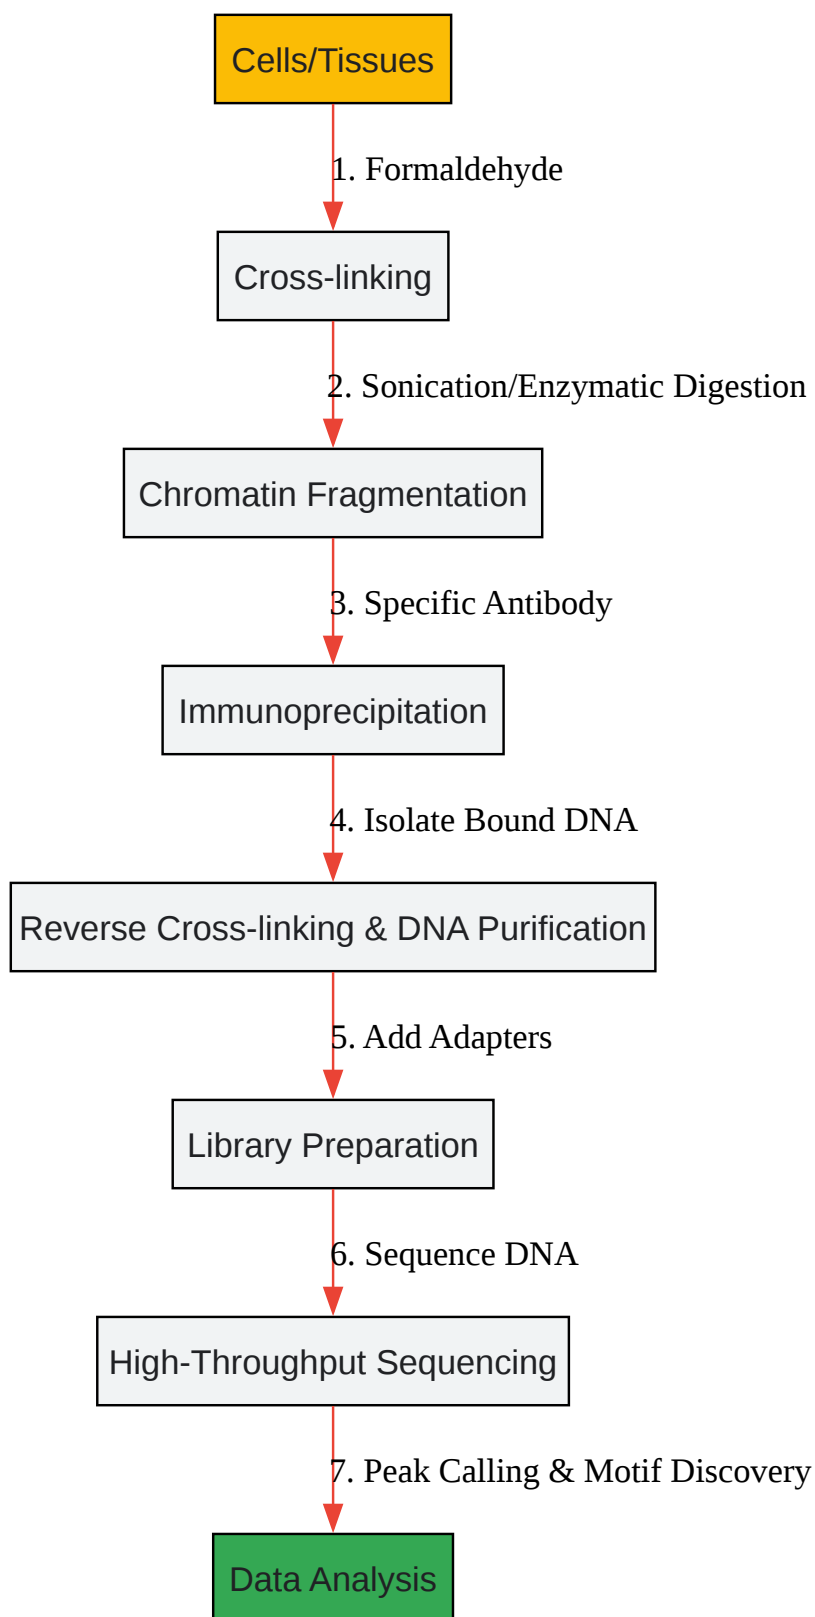 Cells/Tissues
1. Formaldehyde
Cross-linking
2. Sonication/Enzymatic Digestion
Chromatin Fragmentation
3. Specific Antibody
Immunoprecipitation
4. Isolate Bound DNA
Reverse Cross-linking & DNA Purification
5. Add Adapters
Library Preparation
6. Sequence DNA
High-Throughput Sequencing
7. Peak Calling & Motif Discovery
Data Analysis